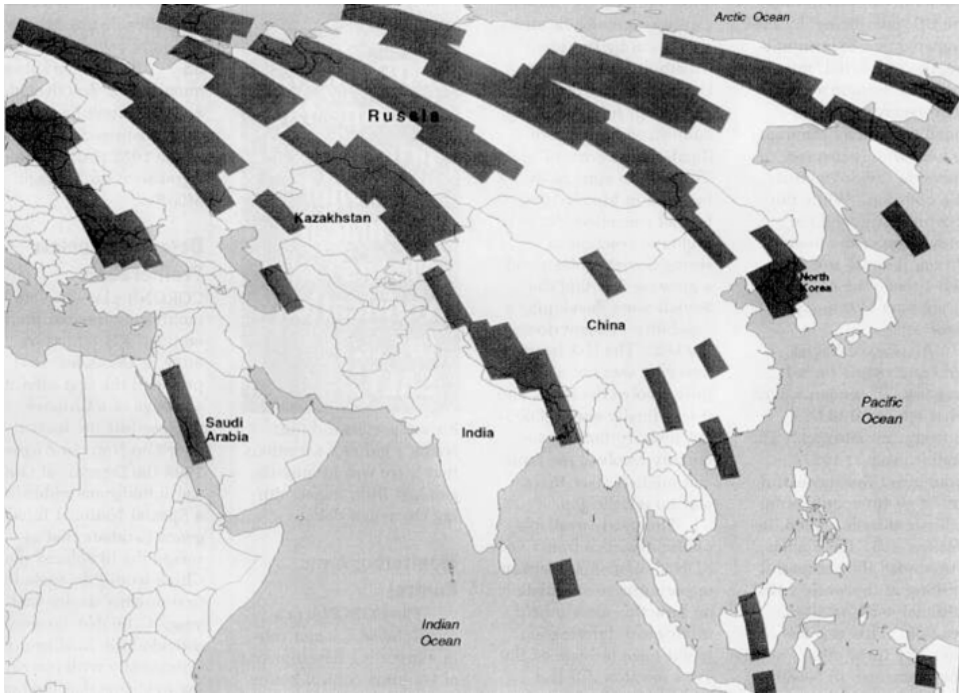 Arctic Ocean
Russia
Kazakhstan
North
Korea
China
Saudi
Arabia
India
Pacific
Ocean
Indian
Ocean